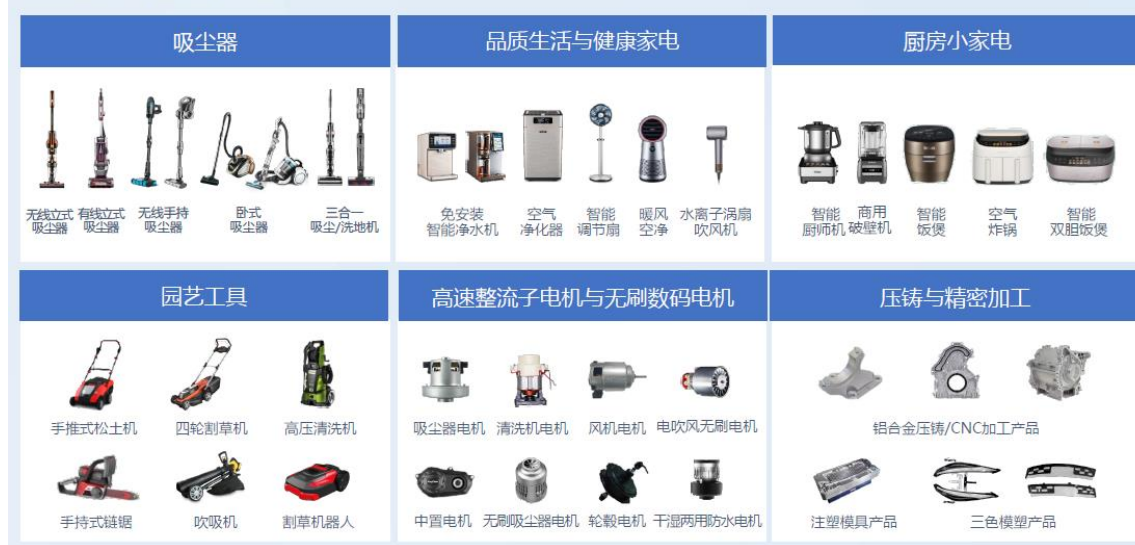 吸尘器
无线立式
吸尘器
有线立式
吸尘器
无线手持
吸尘器
卧式
吸尘器
三合一
吸尘/洗地机
品质生活与健康家电
免安装
智能净水机
空气
净化器
智能
调节扇
暖风
空净
水离子涡扇
吹风机
厨房小家电
智能
厨师机
商用
破壁机
智能
饭煲
空气
炸锅
智能
双胆饭煲
园艺工具
手推式松土机
四轮割草机
高压清洗机
手持式链锯
吹吸机
割草机器人
高速整流子电机与无刷数码电机
吸尘器电机
清洗机电机
风机电机
电吹风无刷电机
中置电机
无刷吸尘器电机
轮毂电机
干湿两用防水电机
压铸与精密加工
铝合金压铸/CNC加工产品
注塑模具产品
三色模塑产品